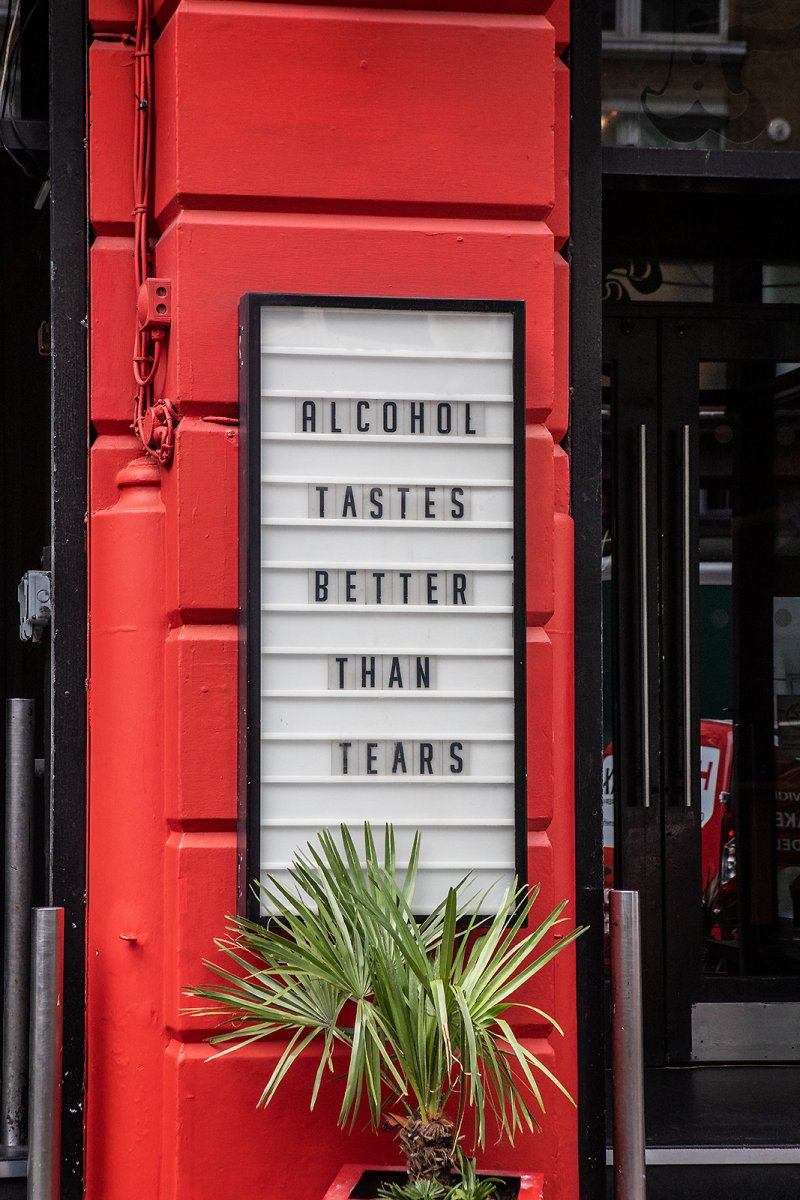 ALCOHOL
TASTES
BETTER
THAN
TEARS